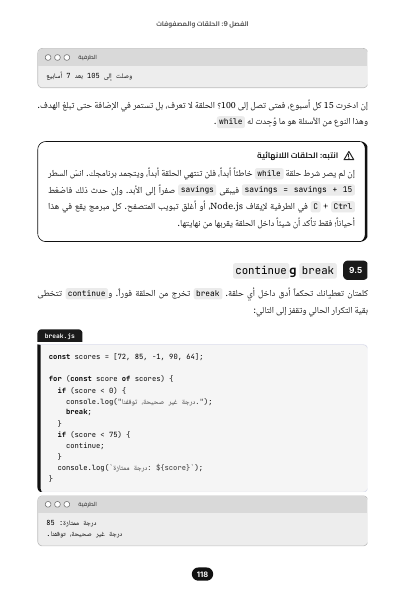 الفصل 9: الحلقات والمصفوفات
الطرفية
وصلت إلى 105 بعد 7 أسابيع
إن ادخرت 15 كل أسبوع، فمتى تصل إلى 100؟ الحلقة لا تعرف، بل تستمر في الإضافة حتى تبلغ الهدف.
وهذا النوع من الأسئلة هو ما وُجدت له while.
انتبه: الحلقات اللانهائية
إن لم يصر شرط حلقة while خاطئاً أبداً، فلن تنتهي الحلقة أبداً، ويتجمد برنامجك. انسَ السطر
savings = savings + 15 فيبقى savings صفراً إلى الأبد. وإن حدث ذلك فاضغط
Ctrl + C في الطرفية لإيقاف Node.js، أو أغلق تبويب المتصفح. كل مبرمج يقع في هذا
أحياناً؛ فقط تأكد أن شيئاً داخل الحلقة يقربها من نهايتها.
9.5 break و continue
كلمتان تعطيانك تحكماً أدق داخل أي حلقة. break تخرج من الحلقة فوراً. و continue تتخطى
بقية التكرار الحالي وتقفز إلى التالي:
break.js
const scores = [72, 85, -1, 90, 64];
for (const score of scores) {
if (score < 0) {
console.log("درجة غير صحيحة، توقفنا.");
break;
}
if (score < 75) {
continue;
}
console.log(`درجة ممتازة: ${score}`);
}
الطرفية
درجة ممتازة: 85
درجة غير صحيحة، توقفنا.
118